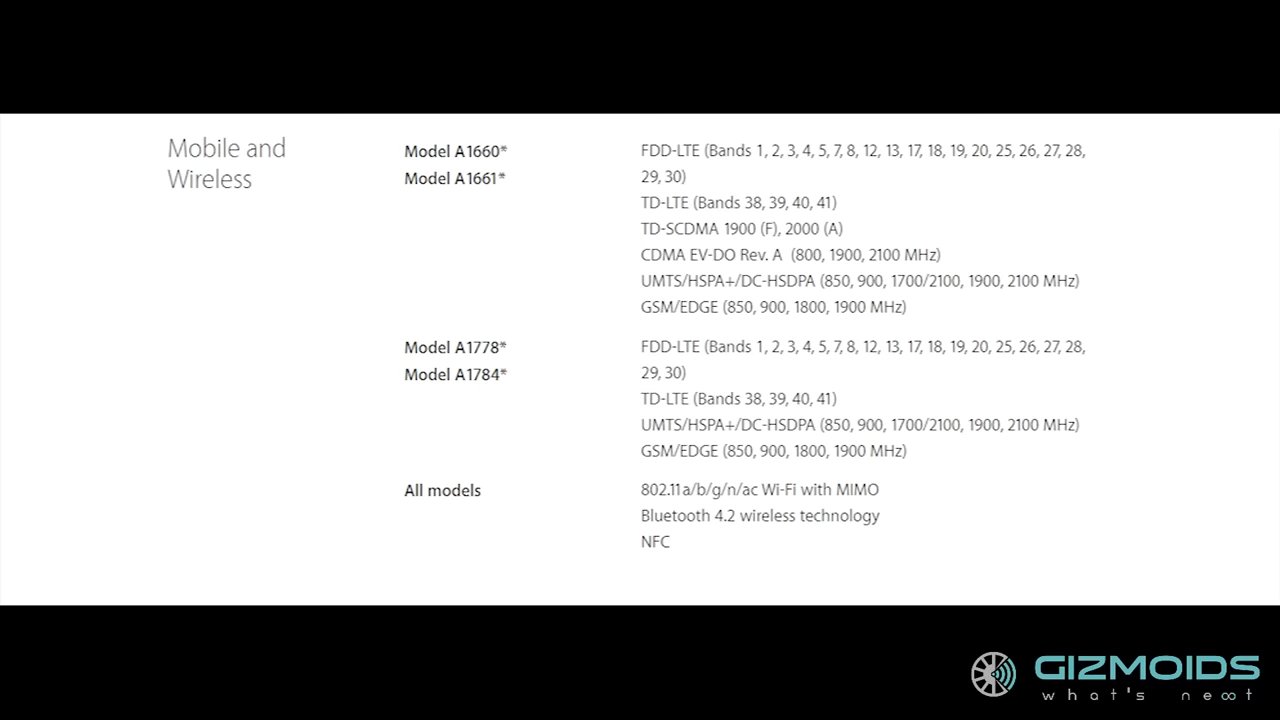 Mobile and
Wireless
Model A1660*
Model A1661*
FDD-LTE (Bands 1, 2, 3, 4, 5, 7, 8, 12, 13, 17, 18, 19, 20, 25, 26, 27, 28,
29, 30)
TD-LTE (Bands 38, 39, 40, 41)
TD-SCDMA 1900 (F), 2000 (A)
CDMA EV-DO Rev. A (800, 1900, 2100 MHz)
UMTS/HSPA+/DC-HSDPA (850, 900, 1700/2100, 1900, 2100 MHz)
GSM/EDGE (850, 900, 1800, 1900 MHz)
Model A1778*
Model A1784*
FDD-LTE (Bands 1, 2, 3, 4, 5, 7, 8, 12, 13, 17, 18, 19, 20, 25, 26, 27, 28,
29, 30)
TD-LTE (Bands 38, 39, 40, 41)
UMTS/HSPA+/DC-HSDPA (850, 900, 1700/2100, 1900, 2100 MHz)
GSM/EDGE (850, 900, 1800, 1900 MHz)
All models
802.11a/b/g/n/ac Wi-Fi with MIMO
Bluetooth 4.2 wireless technology
NFC
GIZMOIDS
what's next